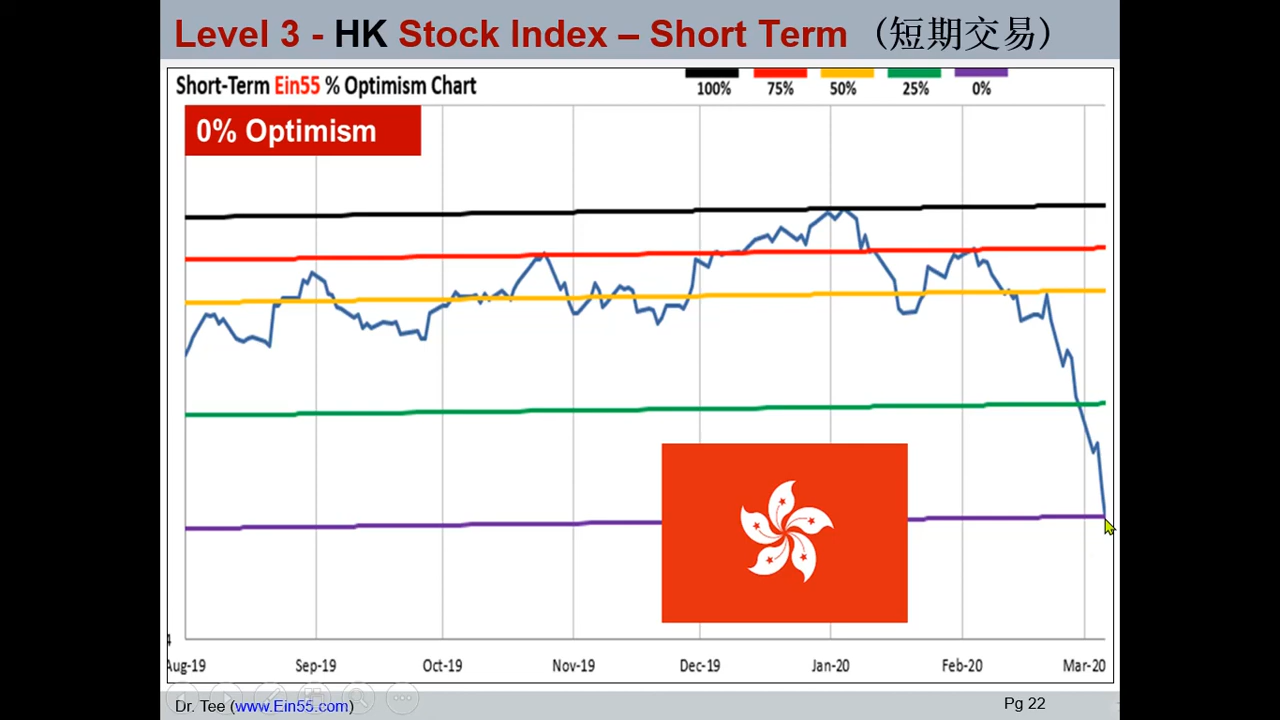 Level 3 - HK Stock Index – Short Term （短期交易）
Short-Term Ein55 % Optimism Chart
100% 75% 50% 25% 0%
0% Optimism
4
Aug-19 Sep-19 Oct-19 Nov-19 Dec-19 Jan-20 Feb-20 Mar-20
Dr. Tee (www.Ein55.com)
Pg 22